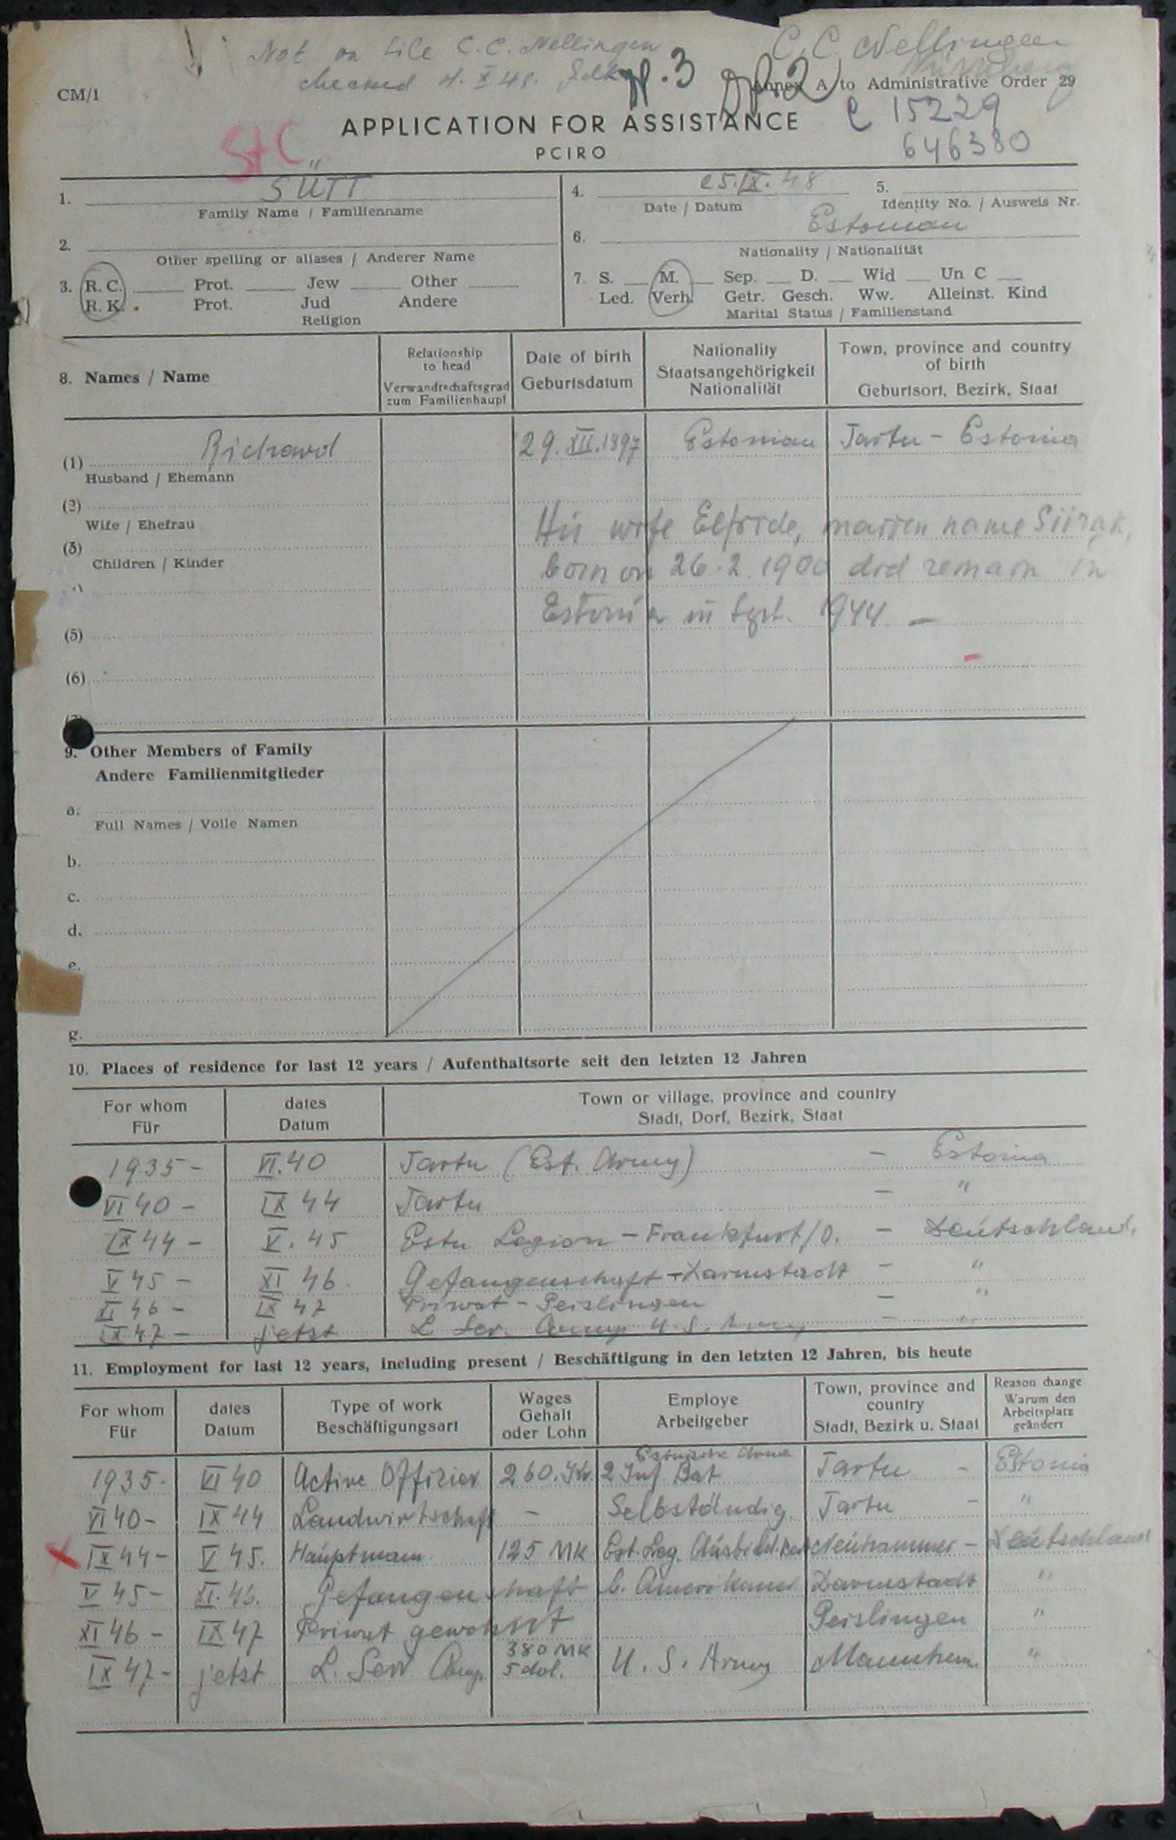 Not on file C.C. Nellingen
checked 4. X 48.
№. 3
C.C. Nellingen
CM/1
Annex A to Administrative Order 29
APPLICATION FOR ASSISTANCE
15229
PCIRO
646380
StC
1. SÜTT
Family Name / Familienname
4. 25.IX.48
Date / Datum
5.
Identity No. / Ausweis Nr.
2.
Other spelling or aliases / Anderer Name
6. Estonian
Nationality / Nationalität
3. R. C. Prot. Jew Other
R. K. Prot. Jud Andere
Religion
7. S. M. Sep. D. Wid Un C
Led. Verh. Getr. Gesch. Ww. Alleinst. Kind
Marital Status / Familienstand
8. Names / Name
Relationship
to head
Verwandtschaftsgrad
zum Familienhaupt
Date of birth
Geburtsdatum
Nationality
Staatsangehörigkeit
Nationalität
Town, province and country
of birth
Geburtsort, Bezirk, Staat
(1) Richard 29.XII.1897 Estonian Tartu - Estonia
Husband / Ehemann
(2)
Wife / Ehefrau
His wife Elfride, maiden name Siirak,
(3)
Children / Kinder
born on 26.2.1900 did remain in
Estonia in Sept. 1944. -
(5)
(6)
9. Other Members of Family
Andere Familienmitglieder
a.
Full Names / Volle Namen
b.
c.
d.
e.
g.
10. Places of residence for last 12 years / Aufenthaltsorte seit den letzten 12 Jahren
For whom
Für
dates
Datum
Town or village, province and country
Stadt, Dorf, Bezirk, Staat
1935 - VI.40 Tartu (Est. Army) - Estonia
VI 40 - IX 44 Tartu - "
IX 44 - V. 45 Estn Legion - Frankfurt/O. - Deutschland.
V 45 - XI 46. Gefangenschaft - Darmstadt - "
XI 46 - IX 47 Privat - Geislingen - "
IX 47 - jetzt L. Ser. Comp. U.S. Army - "
11. Employment for last 12 years, including present / Beschäftigung in den letzten 12 Jahren, bis heute
For whom
Für
dates
Datum
Type of work
Beschäftigungsart
Wages
Gehalt
oder Lohn
Employe
Arbeitgeber
Town, province and
country
Stadt, Bezirk u. Staat
Reason change
Warum den
Arbeitsplatz
geändert
1935 - VI 40 Active Offizier 260. Kr. Estnische Armee 2 Inf. Bat Tartu - Estonia
VI 40 - IX 44 Landwirtschaft - Selbständig Tartu - "
IX 44 - V 45. Hauptmann 125 MK Est. Leg. Neuhammer - Deutschland
V 45 - XI. 46. Gefangenschaft b. Amerikaner Darmstadt "
XI 46 - IX 47 Privat gewohnt Geislingen "
IX 47 - jetzt L. Serv Comp. 380 MK 5 dol. U. S. Army Mannheim "